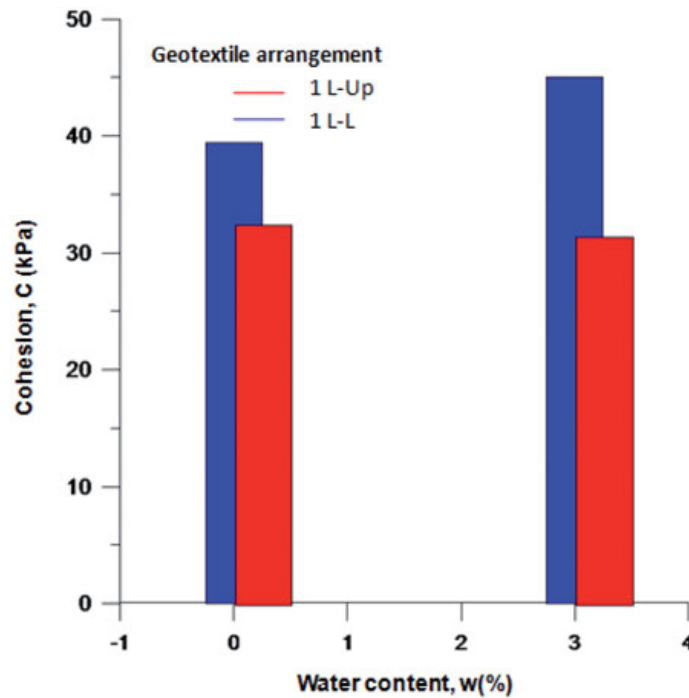 50
Geotextile arrangement
1 L-Up
1 L-L
40
30
20
10
0
Cohesion, C (kPa)
-1 0 1 2 3 4
Water content, w(%)